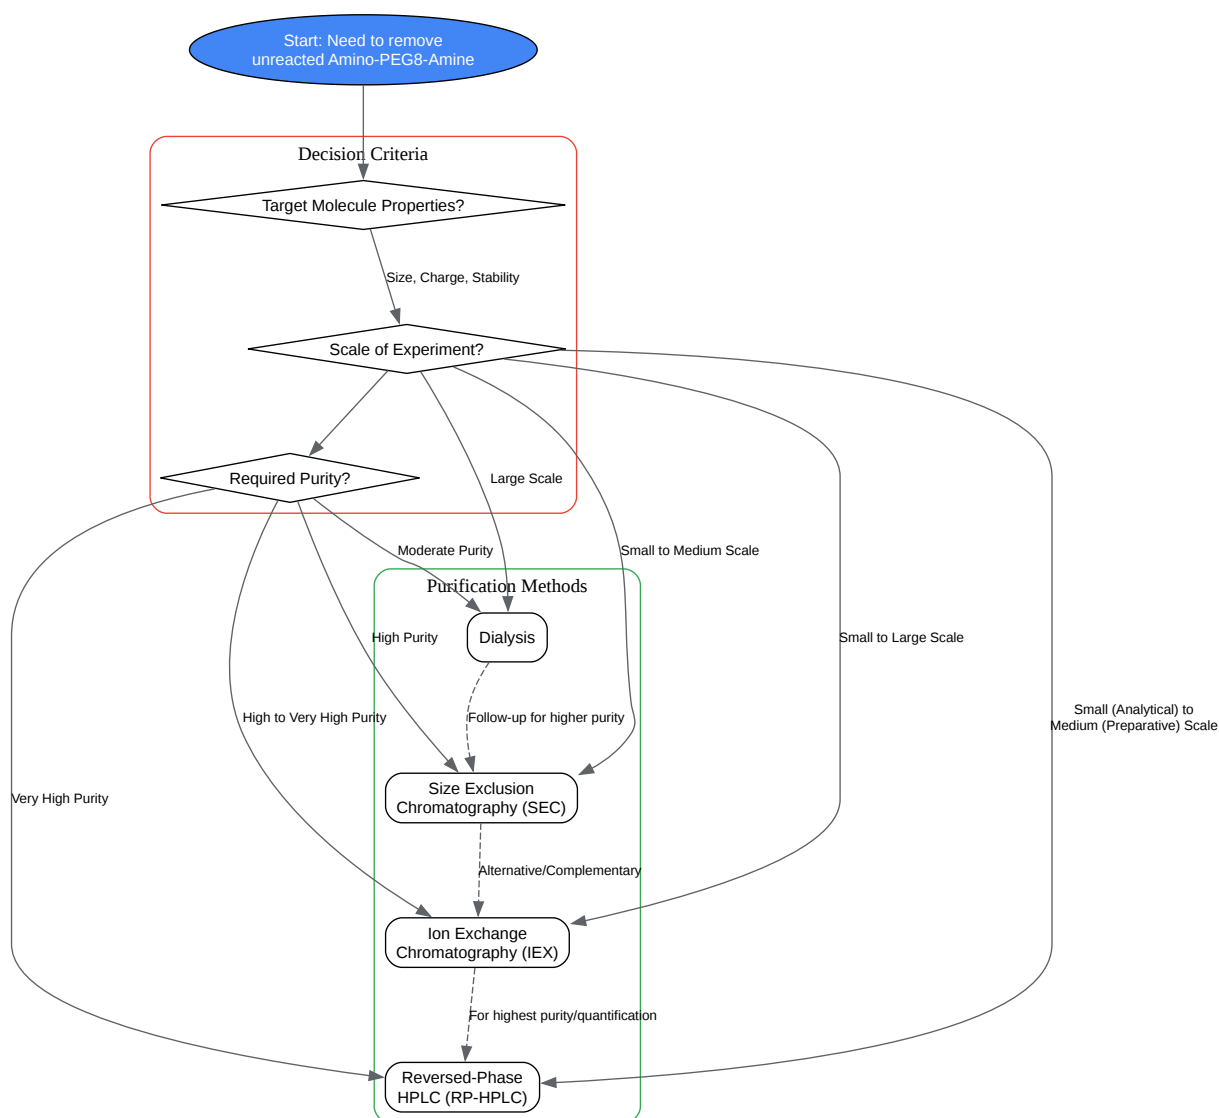 Start: Need to remove
unreacted Amino-PEG8-Amine
Decision Criteria
Target Molecule Properties?
Size, Charge, Stability
Scale of Experiment?
Required Purity?
Large Scale
Moderate Purity
Small to Medium Scale
Purification Methods
Dialysis
High Purity
Small to Large Scale
High to Very High Purity
Follow-up for higher purity
Small (Analytical) to
Medium (Preparative) Scale
Very High Purity
Size Exclusion
Chromatography (SEC)
Alternative/Complementary
Ion Exchange
Chromatography (IEX)
For highest purity/quantification
Reversed-Phase
HPLC (RP-HPLC)